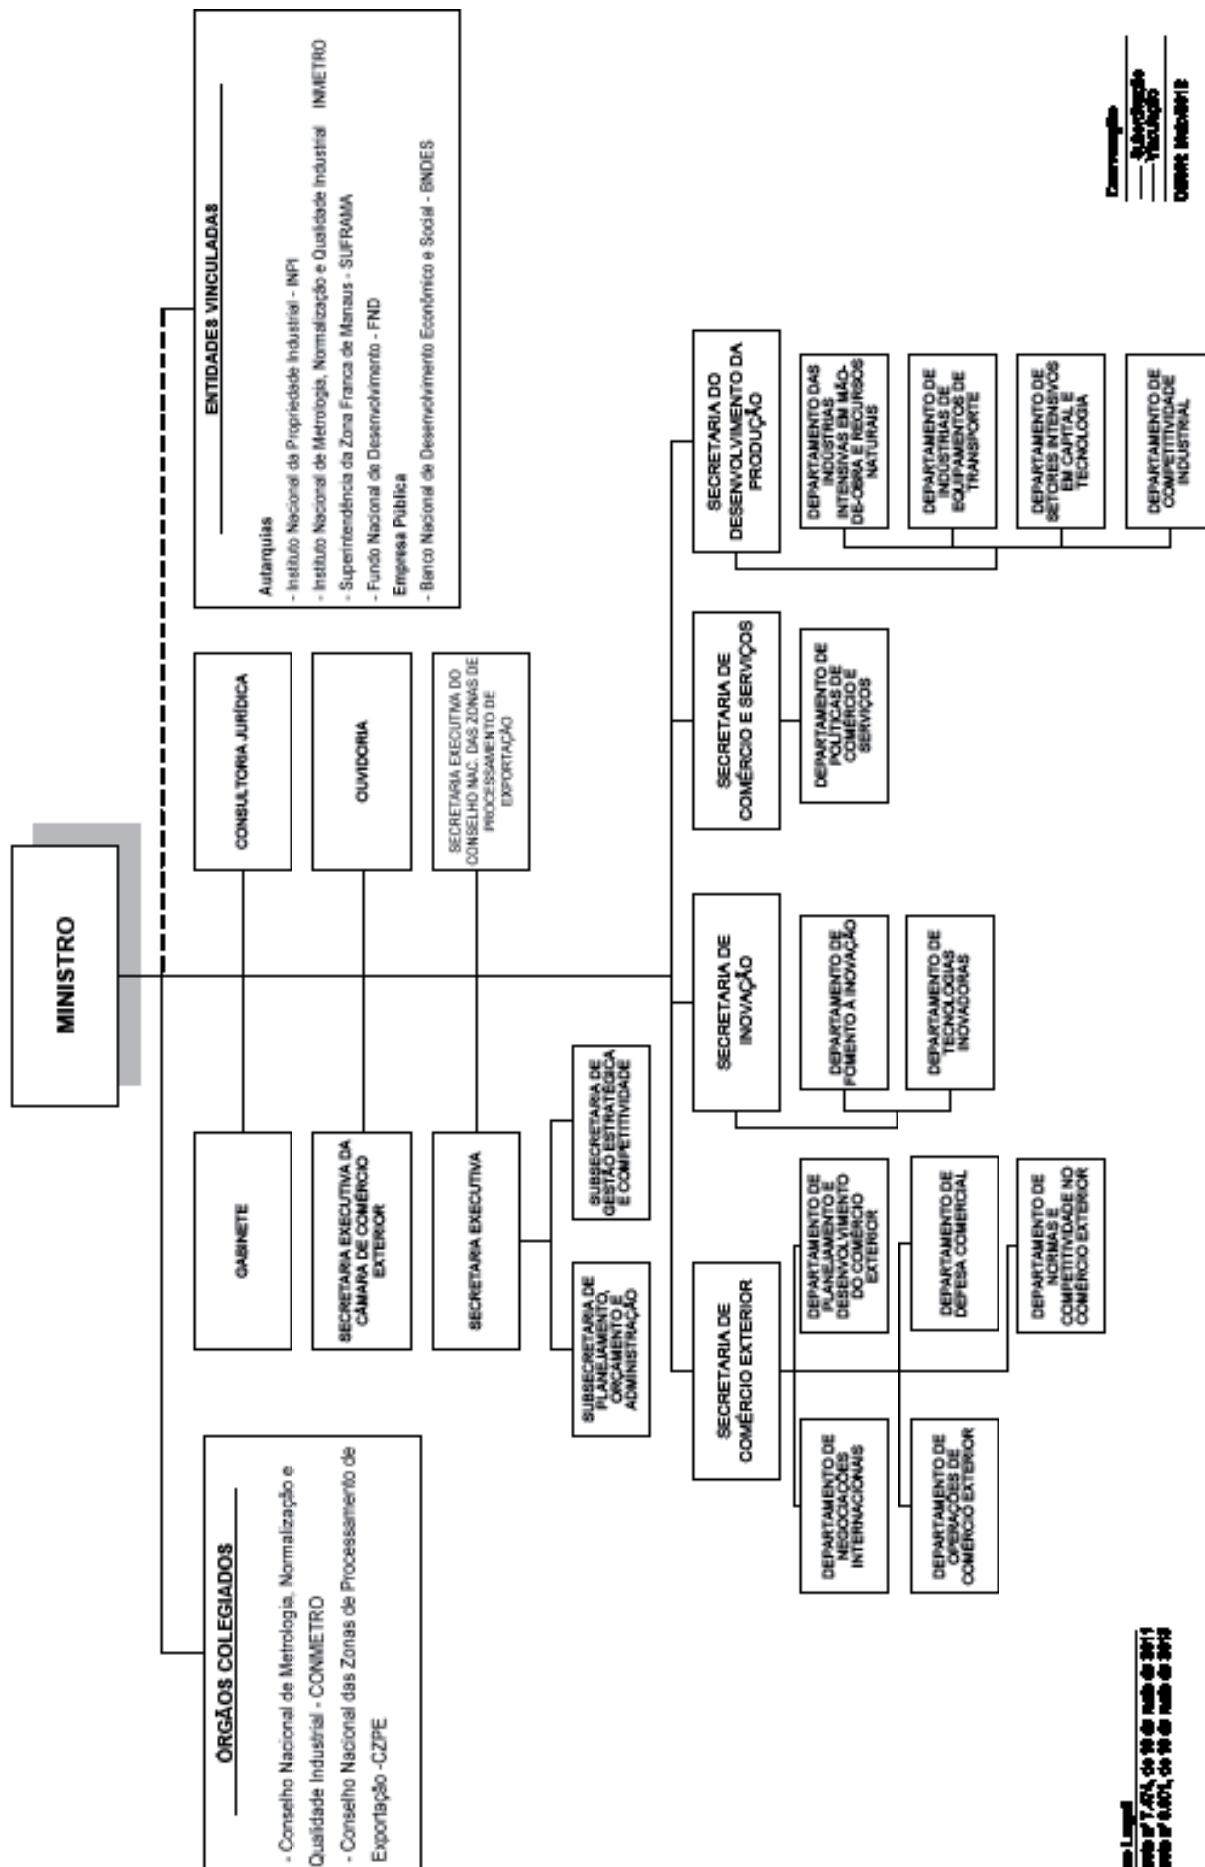 MINISTRO
ÓRGÃOS COLEGIADOS
- Conselho Nacional de Metrologia, Normalização e
Qualidade Industrial - CONMETRO
- Conselho Nacional das Zonas de Processamento de
Exportação -CZPE
GABINETE
CONSULTORIA JURÍDICA
SECRETARIA EXECUTIVA DA
CÂMARA DE COMÉRCIO
EXTERIOR
OUVIDORIA
SECRETARIA EXECUTIVA
SECRETARIA EXECUTIVA DO
CONSELHO NAC. DAS ZONAS DE
PROCESSAMENTO DE
EXPORTAÇÃO
SUBSECRETARIA DE
PLANEJAMENTO,
ORÇAMENTO E
ADMINISTRAÇÃO
SUBSECRETARIA DE
GESTÃO ESTRATÉGICA
E COMPETITIVIDADE
ENTIDADES VINCULADAS
Autarquias
- Instituto Nacional da Propriedade Industrial - INPI
- Instituto Nacional de Metrologia, Normalização e Qualidade Industrial INMETRO
- Superintendência da Zona Franca de Manaus - SUFRAMA
- Fundo Nacional de Desenvolvimento - FND
Empresa Pública
- Banco Nacional de Desenvolvimento Econômico e Social - BNDES
SECRETARIA DE
COMÉRCIO EXTERIOR
DEPARTAMENTO DE
NEGOCIAÇÕES
INTERNACIONAIS
DEPARTAMENTO DE
PLANEJAMENTO E
DESENVOLVIMENTO
DO COMÉRCIO
EXTERIOR
DEPARTAMENTO DE
OPERAÇÕES DE
COMÉRCIO EXTERIOR
DEPARTAMENTO DE
DEFESA COMERCIAL
DEPARTAMENTO DE
NORMAS E
COMPETITIVIDADE NO
COMÉRCIO EXTERIOR
SECRETARIA DE
INOVAÇÃO
DEPARTAMENTO DE
FOMENTO À INOVAÇÃO
DEPARTAMENTO DE
TECNOLOGIAS
INOVADORAS
SECRETARIA DE
COMÉRCIO E SERVIÇOS
DEPARTAMENTO DE
POLÍTICAS DE
COMÉRCIO E
SERVIÇOS
SECRETARIA DO
DESENVOLVIMENTO DA
PRODUÇÃO
DEPARTAMENTO DAS
INDÚSTRIAS
INTENSIVAS EM MÃO-
DE-OBRA E RECURSOS
NATURAIS
DEPARTAMENTO DE
INDÚSTRIAS DE
EQUIPAMENTOS DE
TRANSPORTE
DEPARTAMENTO DE
SETORES INTENSIVOS
EM CAPITAL E
TECNOLOGIA
DEPARTAMENTO DE
COMPETITIVIDADE
INDUSTRIAL
Legal
de maio de
de maio de
Subordinação
Vinculação